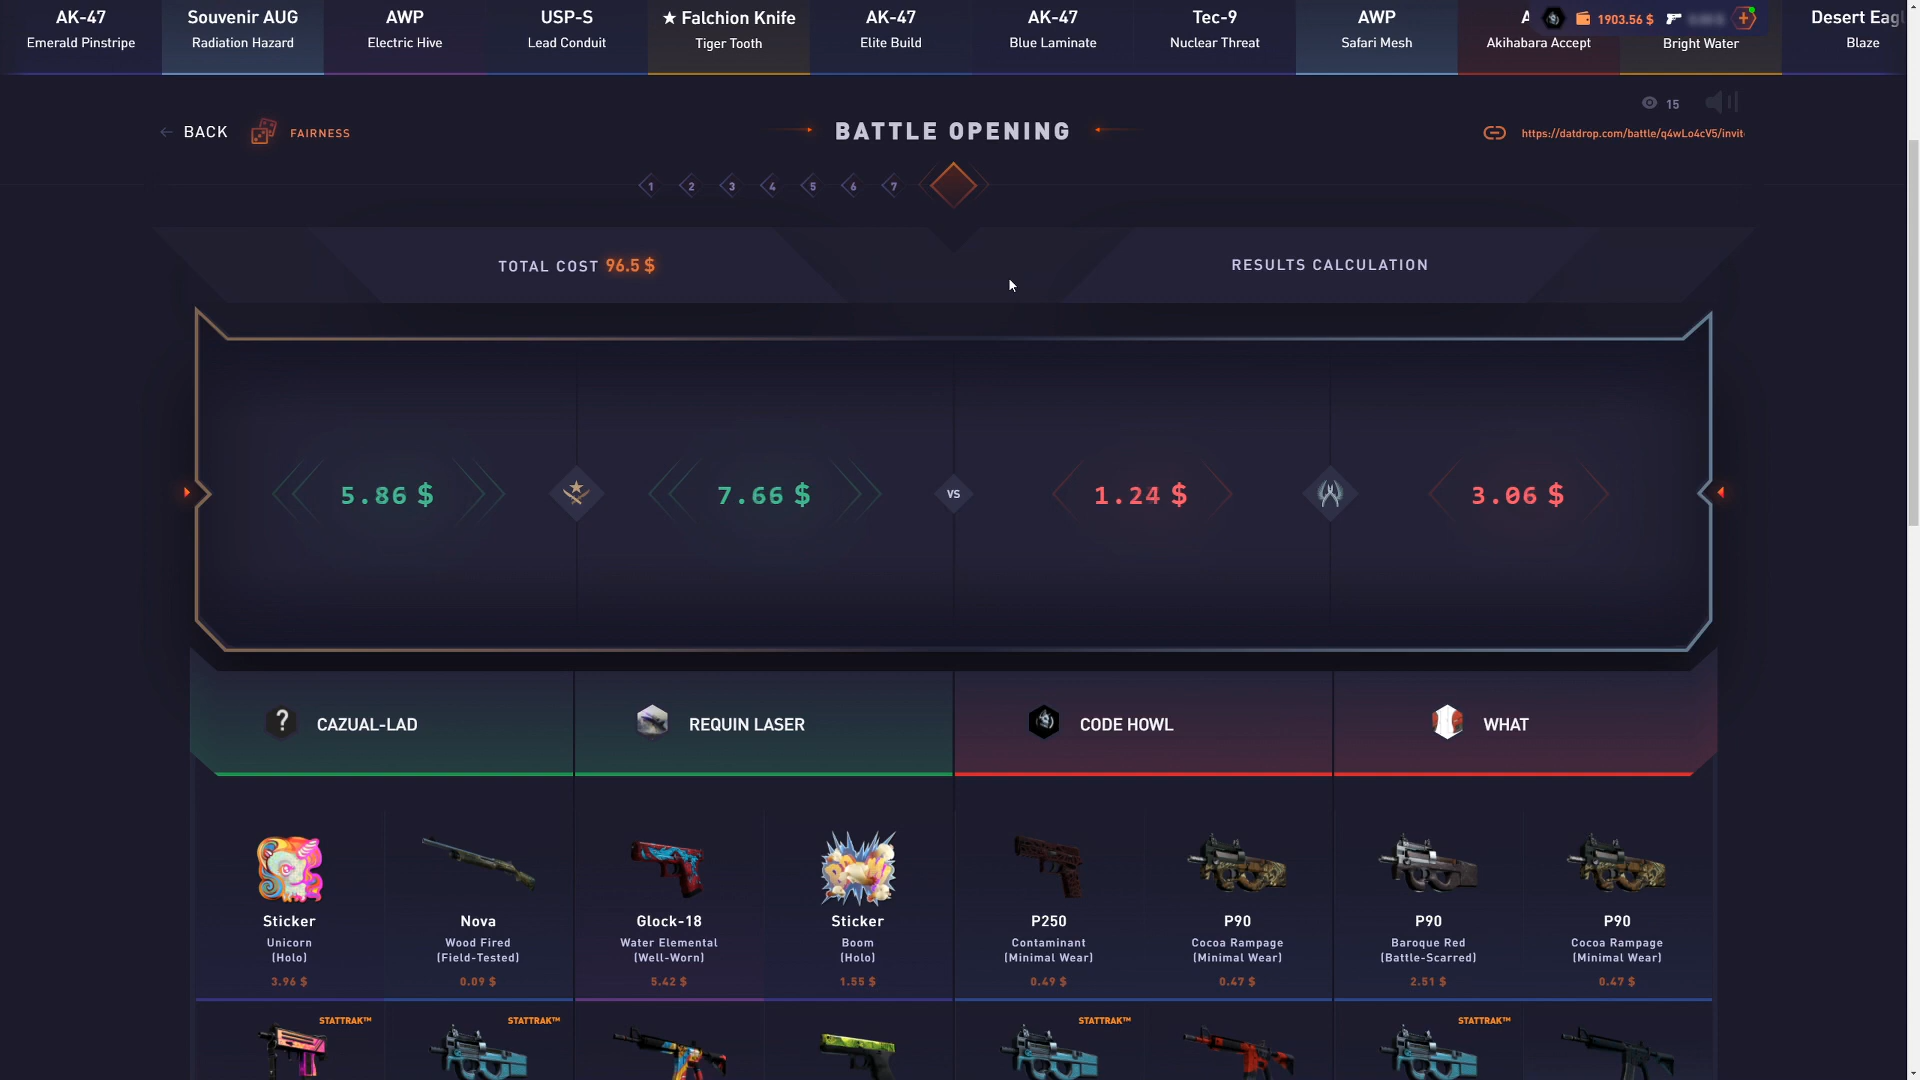 AK-47 Souvenir AUG AWP USP-S ★ Falchion Knife AK-47 AK-47 Tec-9 AWP A 1903.56 $ Desert Eag
Emerald Pinstripe Radiation Hazard Electric Hive Lead Conduit Tiger Tooth Elite Build Blue Laminate Nuclear Threat Safari Mesh Akihabara Accept Bright Water Blaze
15
← BACK FAIRNESS BATTLE OPENING https://datdrop.com/battle/q4wLo4cV5/invit
1 2 3 4 5 6 7
TOTAL COST 96.5 $ RESULTS CALCULATION
5.86 $ 7.66 $ VS 1.24 $ 3.06 $
? CAZUAL-LAD REQUIN LASER CODE HOWL WHAT
Sticker Nova Glock-18 Sticker P250 P90 P90 P90
Unicorn Wood Fired Water Elemental Boom Contaminant Cocoa Rampage Baroque Red Cocoa Rampage
(Holo) (Field-Tested) (Well-Worn) (Holo) (Minimal Wear) (Minimal Wear) (Battle-Scarred) (Minimal Wear)
3.96 $ 0.09 $ 5.42 $ 1.55 $ 0.49 $ 0.47 $ 2.51 $ 0.47 $
STATTRAK™ STATTRAK™ STATTRAK™ STATTRAK™